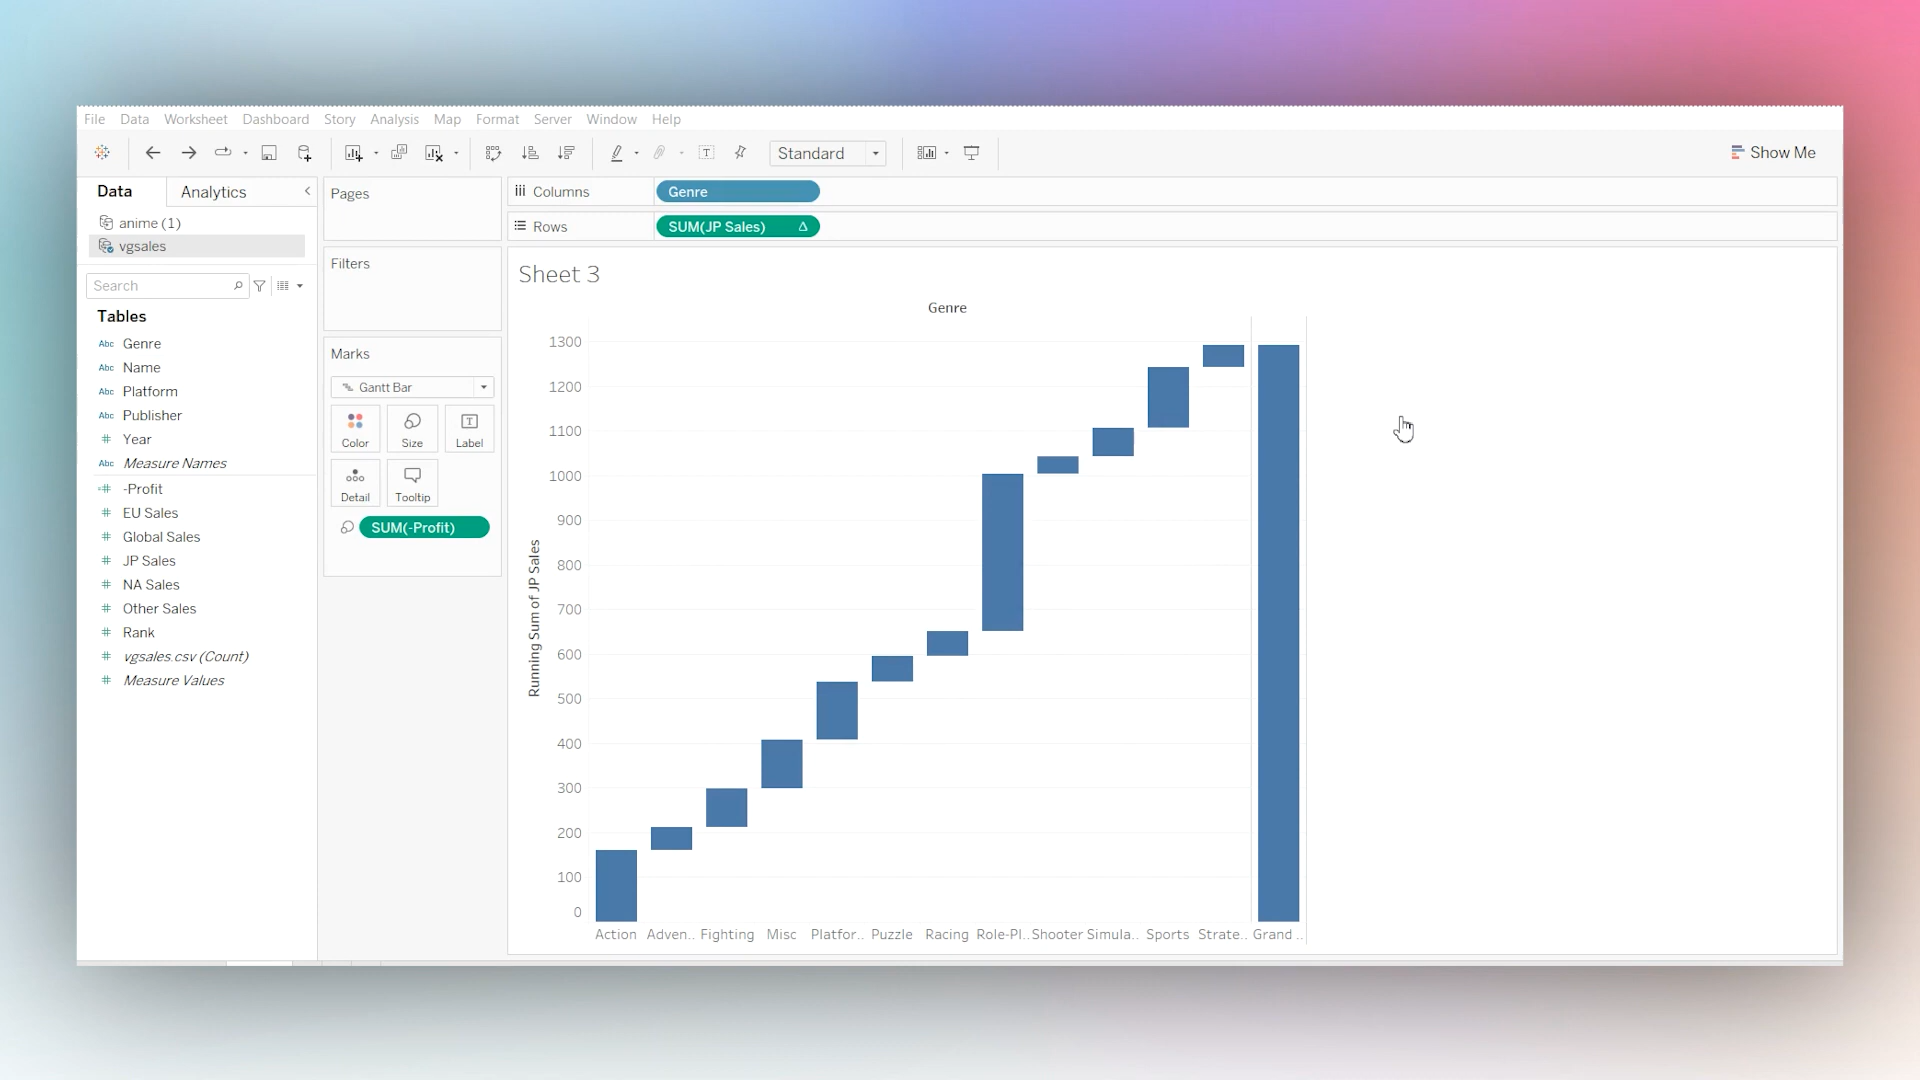 File Data Worksheet Dashboard Story Analysis Map Format Server Window Help
Standard
Show Me
Data Analytics
anime (1)
vgsales
Search
Tables
Abc Genre
Abc Name
Abc Platform
Abc Publisher
# Year
Abc Measure Names
=# -Profit
# EU Sales
# Global Sales
# JP Sales
# NA Sales
# Other Sales
# Rank
# vgsales.csv (Count)
# Measure Values
Pages
Filters
Marks
Gantt Bar
Color Size Label
Detail Tooltip
SUM(-Profit)
Columns Genre
Rows SUM(JP Sales) Δ
Sheet 3
Genre
Running Sum of JP Sales
1300
1200
1100
1000
900
800
700
600
500
400
300
200
100
0
Action Adven.. Fighting Misc Platfor.. Puzzle Racing Role-Pl.. Shooter Simula.. Sports Strate.. Grand ..